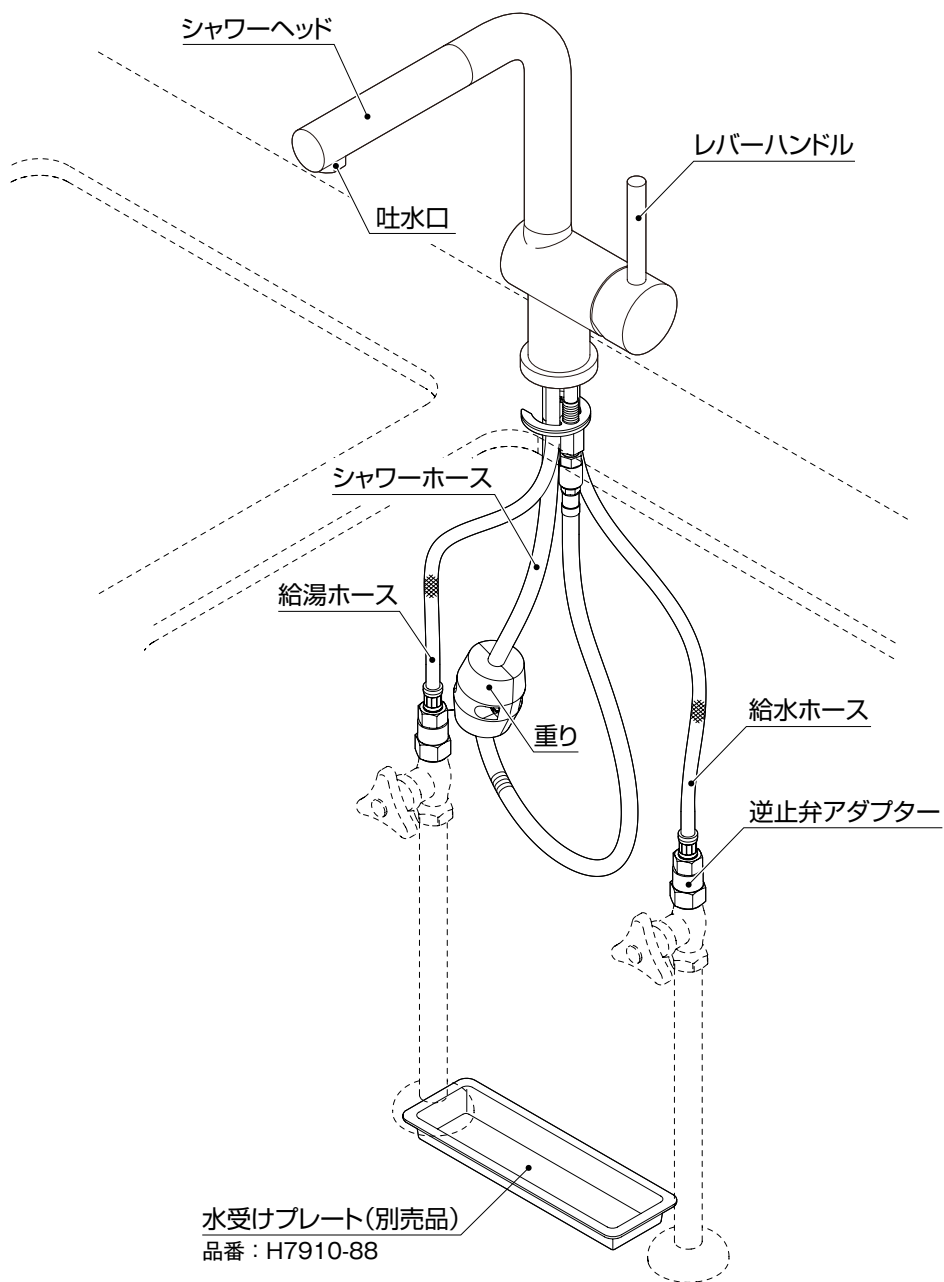 シャワーヘッド
レバーハンドル
吐水口
シャワーホース
給湯ホース
給水ホース
重り
逆止弁アダプター
水受けプレート(別売品)
品番:H7910-88